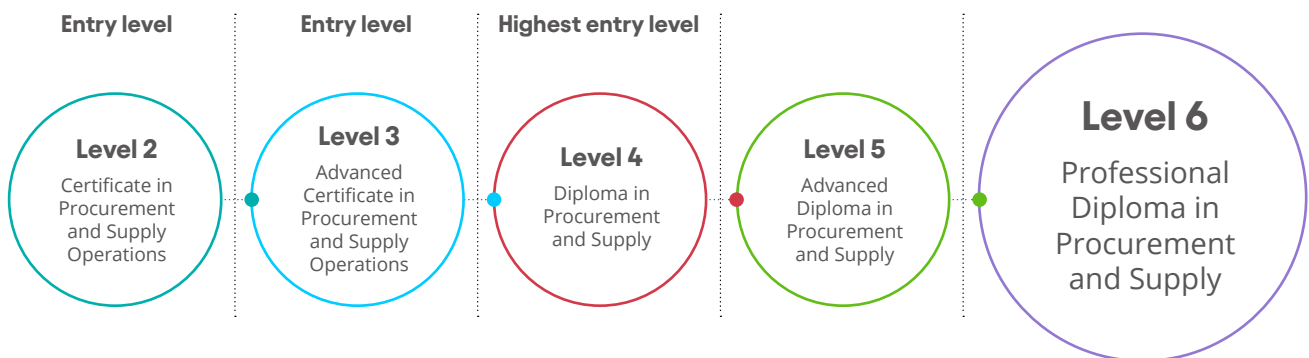 Entry level
Entry level
Highest entry level
Level 2
Certificate in
Procurement
and Supply
Operations
Level 3
Advanced
Certificate in
Procurement
and Supply
Operations
Level 4
Diploma in
Procurement
and Supply
Level 5
Advanced
Diploma in
Procurement
and Supply
Level 6
Professional
Diploma in
Procurement
and Supply